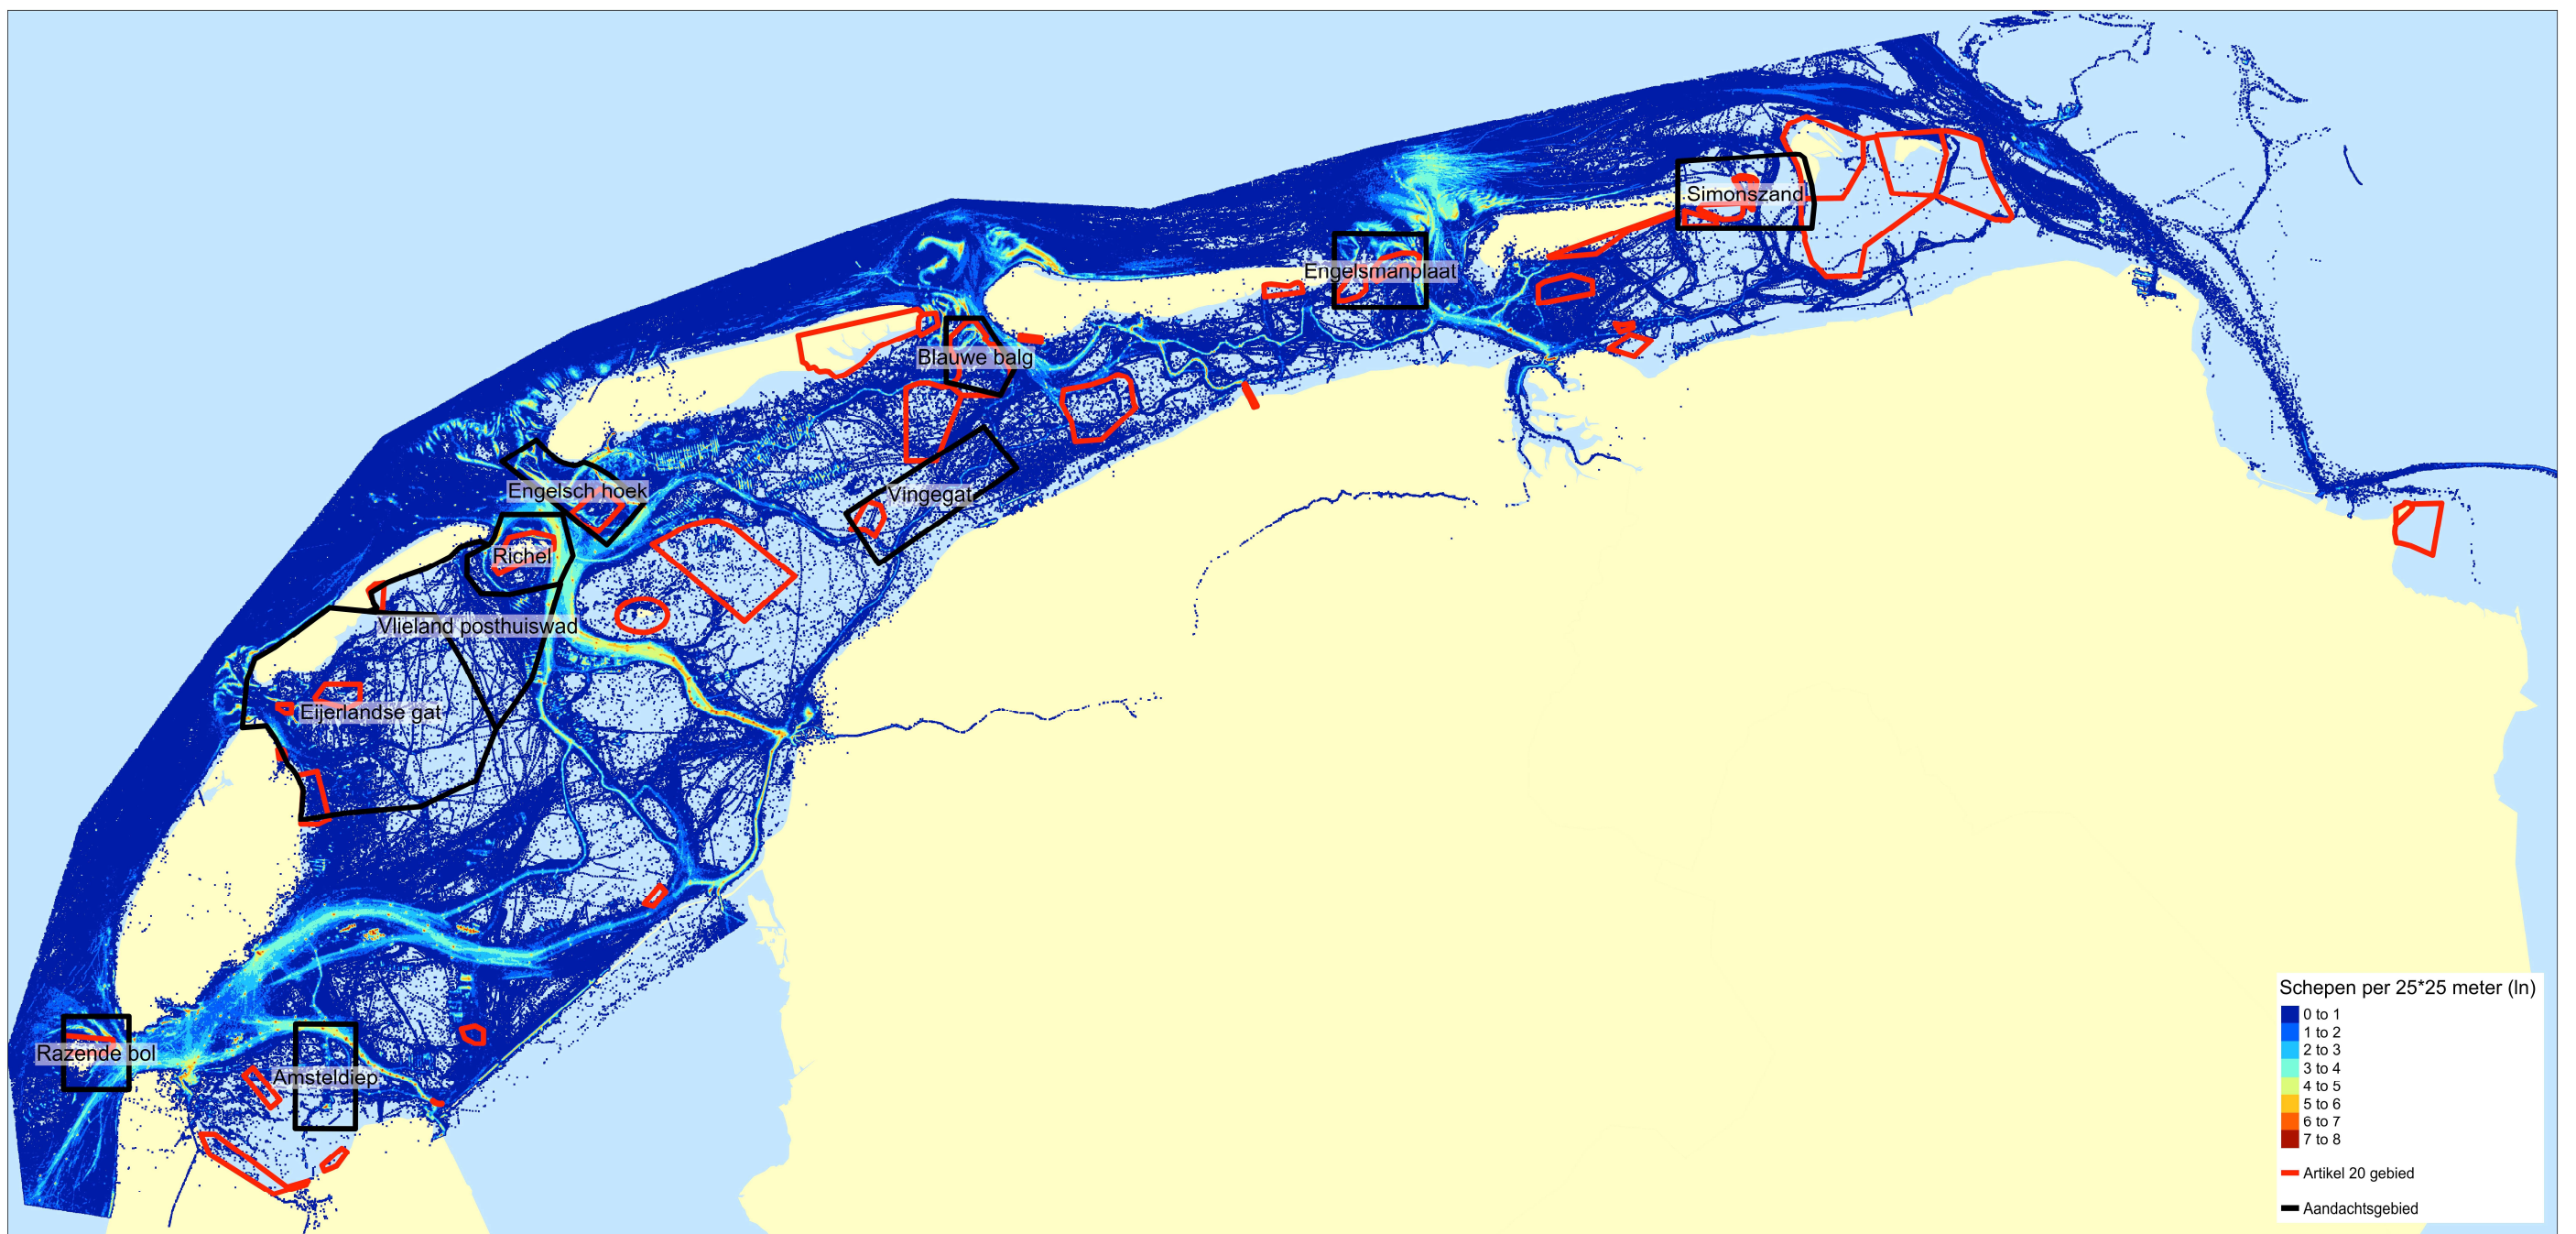 Simonszand
Engelsmanplaat
Blauwe balg
Engelsch hoek
Vingegat
Richel
Vlieland posthuiswad
Eijerlandse gat
Razende bol
Amsteldiep
Schepen per 25*25 meter (ln)
0 to 1
1 to 2
2 to 3
3 to 4
4 to 5
5 to 6
6 to 7
7 to 8
Artikel 20 gebied
Aandachtsgebied